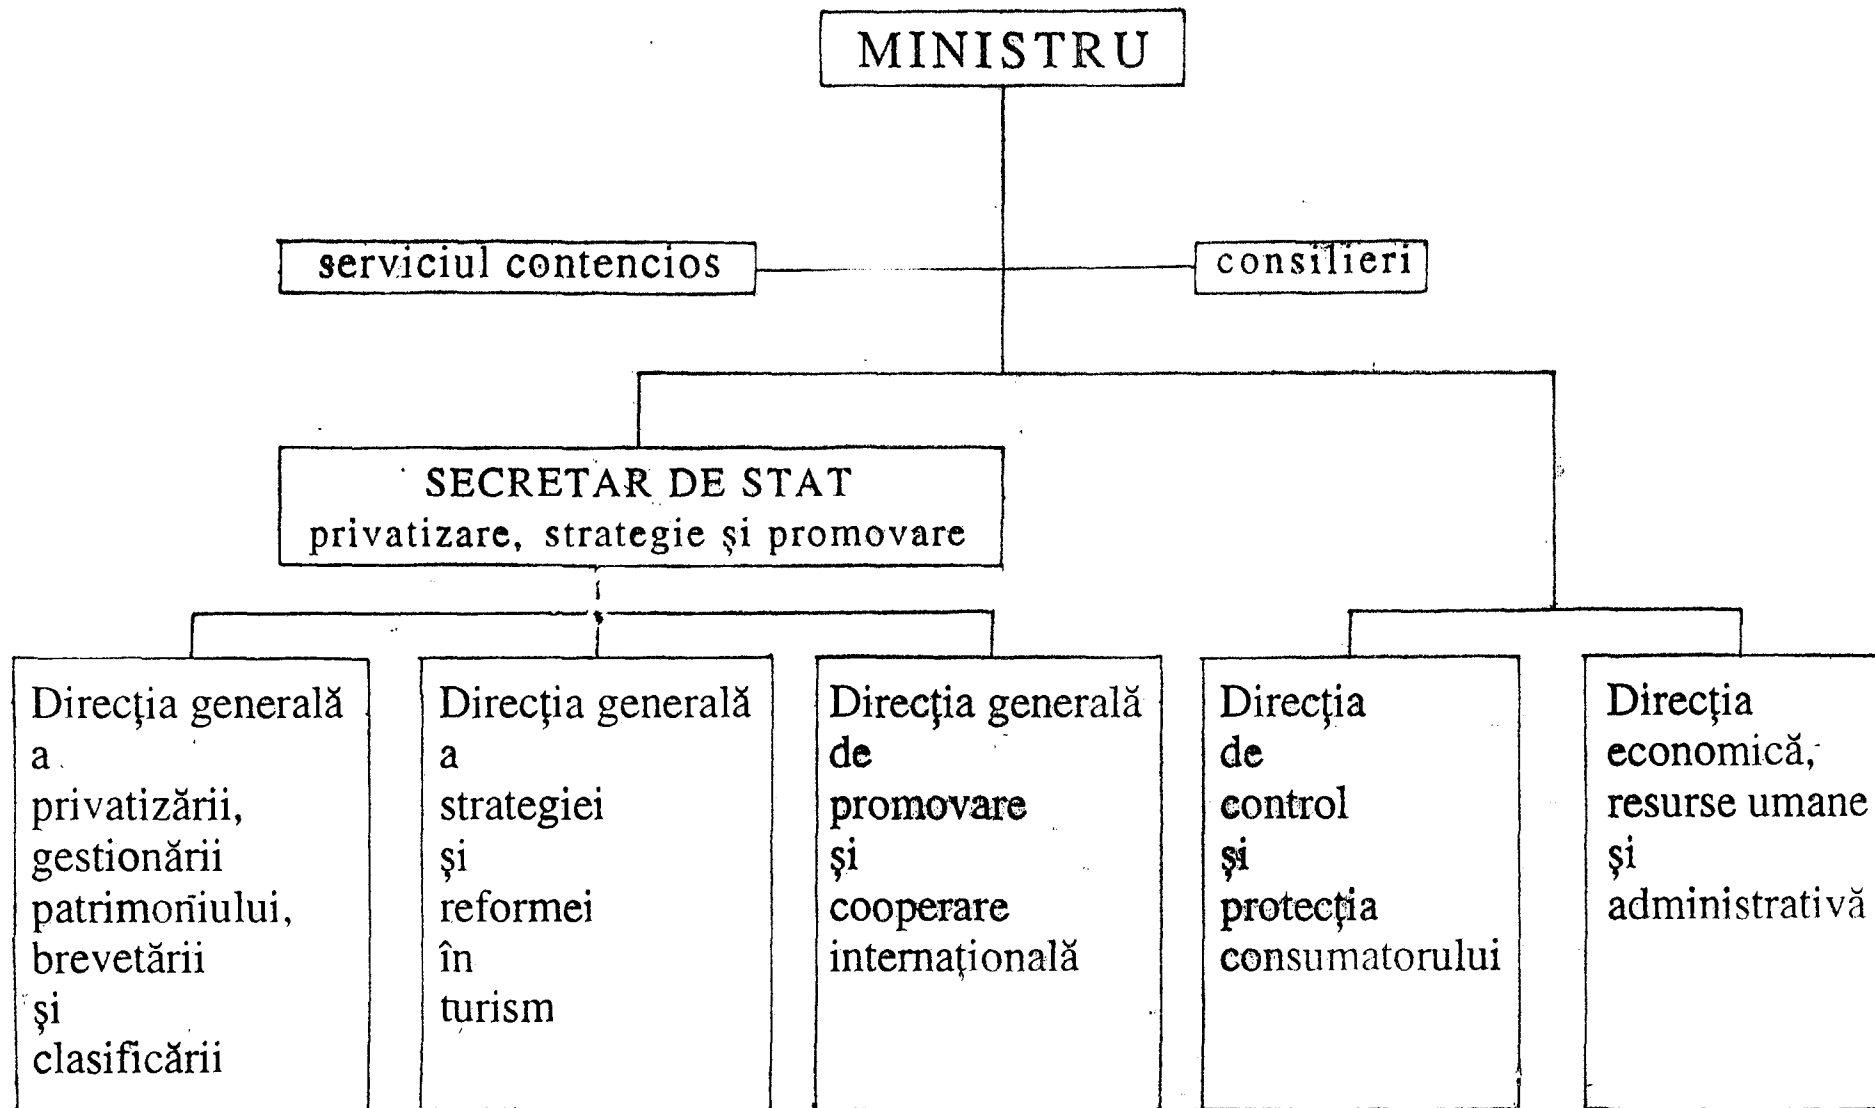 MINISTRU
serviciul contencios
consilieri
SECRETAR DE STAT
privatizare, strategie şi promovare
Direcţia generală
a
privatizării,
gestionării
patrimoniului,
brevetării
şi
clasificării
Direcţia generală
a
strategiei
şi
reformei
în
turism
Direcţia generală
de
promovare
şi
cooperare
internaţională
Direcţia
de
control
şi
protecţia
consumatorului
Direcţia
economică,
resurse umane
şi
administrativă